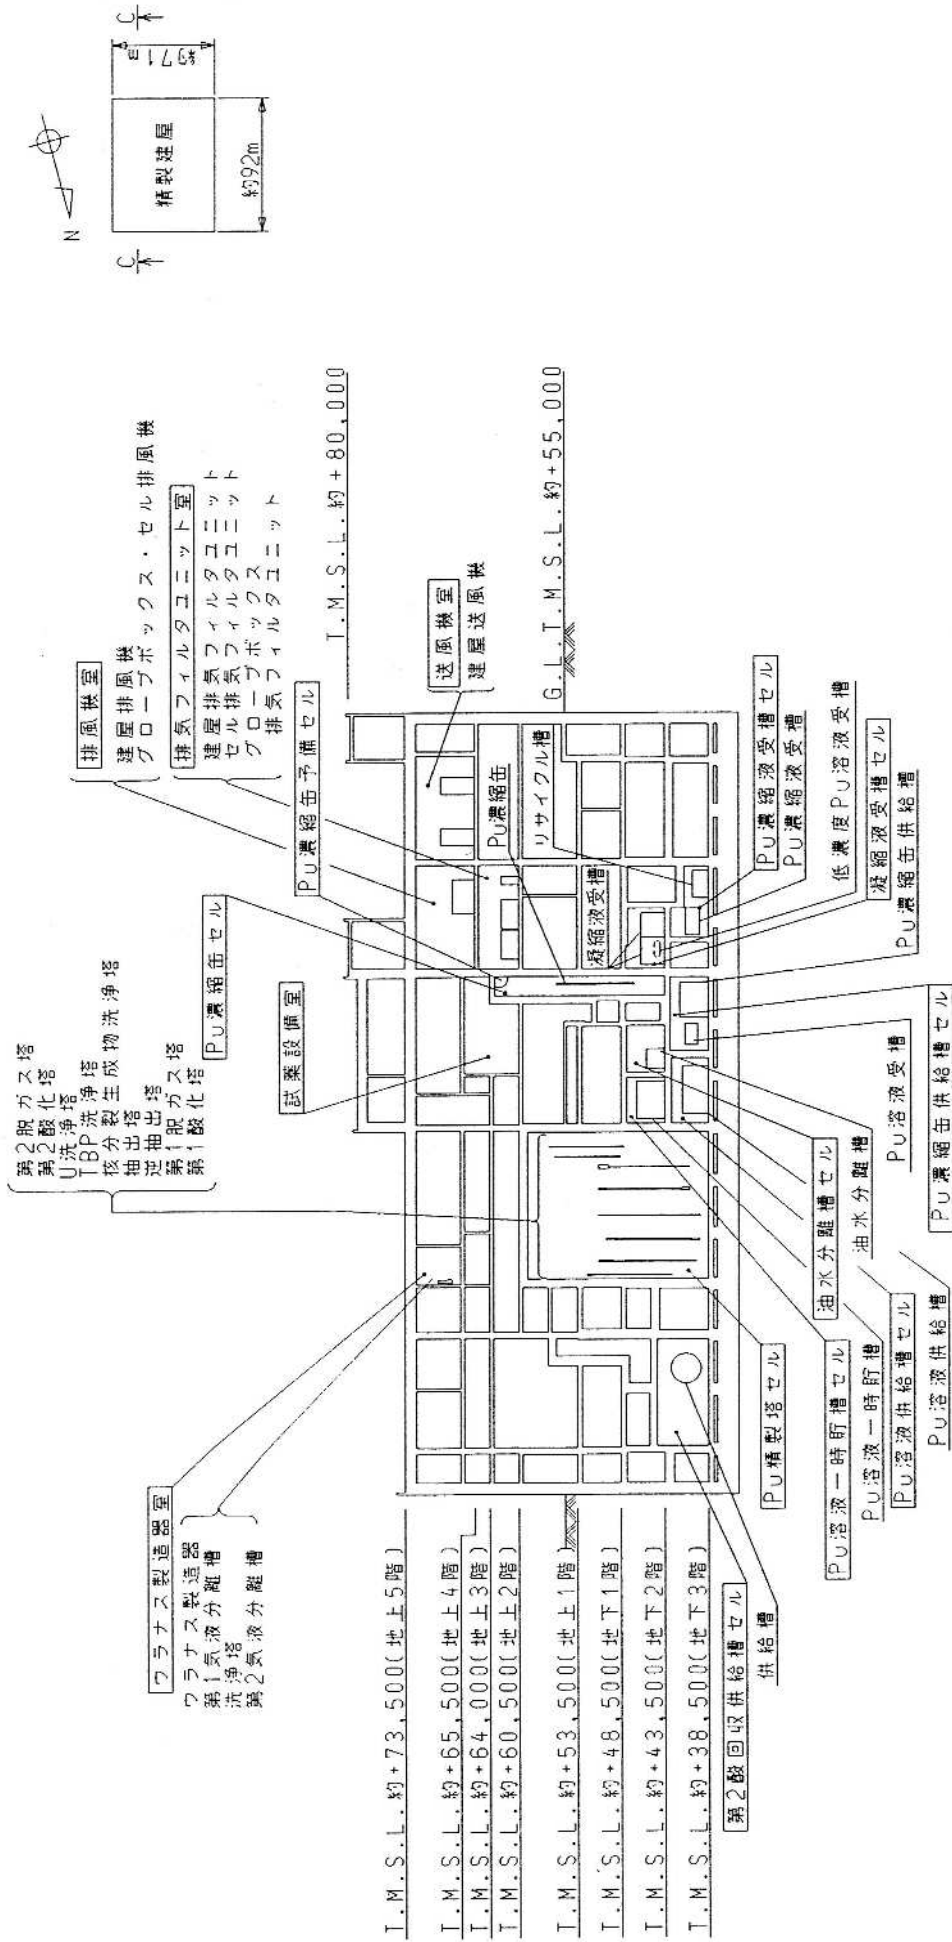 ウラナス製造器室
ウラナス製造器
第1気液分離槽
洗浄塔
第2気液分離槽
第2脱ガス塔
第2酸化塔
U洗浄塔
TBP洗浄塔
核分裂生成物洗浄塔
抽出塔
逆抽出塔
第1脱ガス塔
第1酸化塔
Pu濃縮缶セル
試薬設備室
排風機室
建屋排風機
グローブボックス・セル排風機
排気フィルタユニット室
建屋排気フィルタユニット
セル排気フィルタユニット
グローブボックス
排気フィルタユニット
Pu濃縮缶予備セル
N
C
C
精製建屋
約92m
約71m
T.M.S.L.約+80,000
送風機室
建屋送風機
G.L.T.M.S.L.約+55,000
Pu濃縮缶
リサイクル槽
凝縮液受槽
T.M.S.L.約+73,500(地上5階)
T.M.S.L.約+65,500(地上4階)
T.M.S.L.約+64,000(地上3階)
T.M.S.L.約+60,500(地上2階)
T.M.S.L.約+53,500(地上1階)
T.M.S.L.約+48,500(地下1階)
T.M.S.L.約+43,500(地下2階)
T.M.S.L.約+38,500(地下3階)
第2酸回収供給槽セル
供給槽
Pu精製塔セル
Pu溶液一時貯槽セル
Pu溶液一時貯槽
Pu溶液供給槽セル
Pu溶液供給槽
油水分離槽セル
油水分離槽
Pu溶液受槽
Pu濃縮缶供給槽セル
Pu濃縮缶供給槽
凝縮液受槽セル
低濃度Pu溶液受槽
Pu濃縮液受槽
Pu濃縮液受槽セル